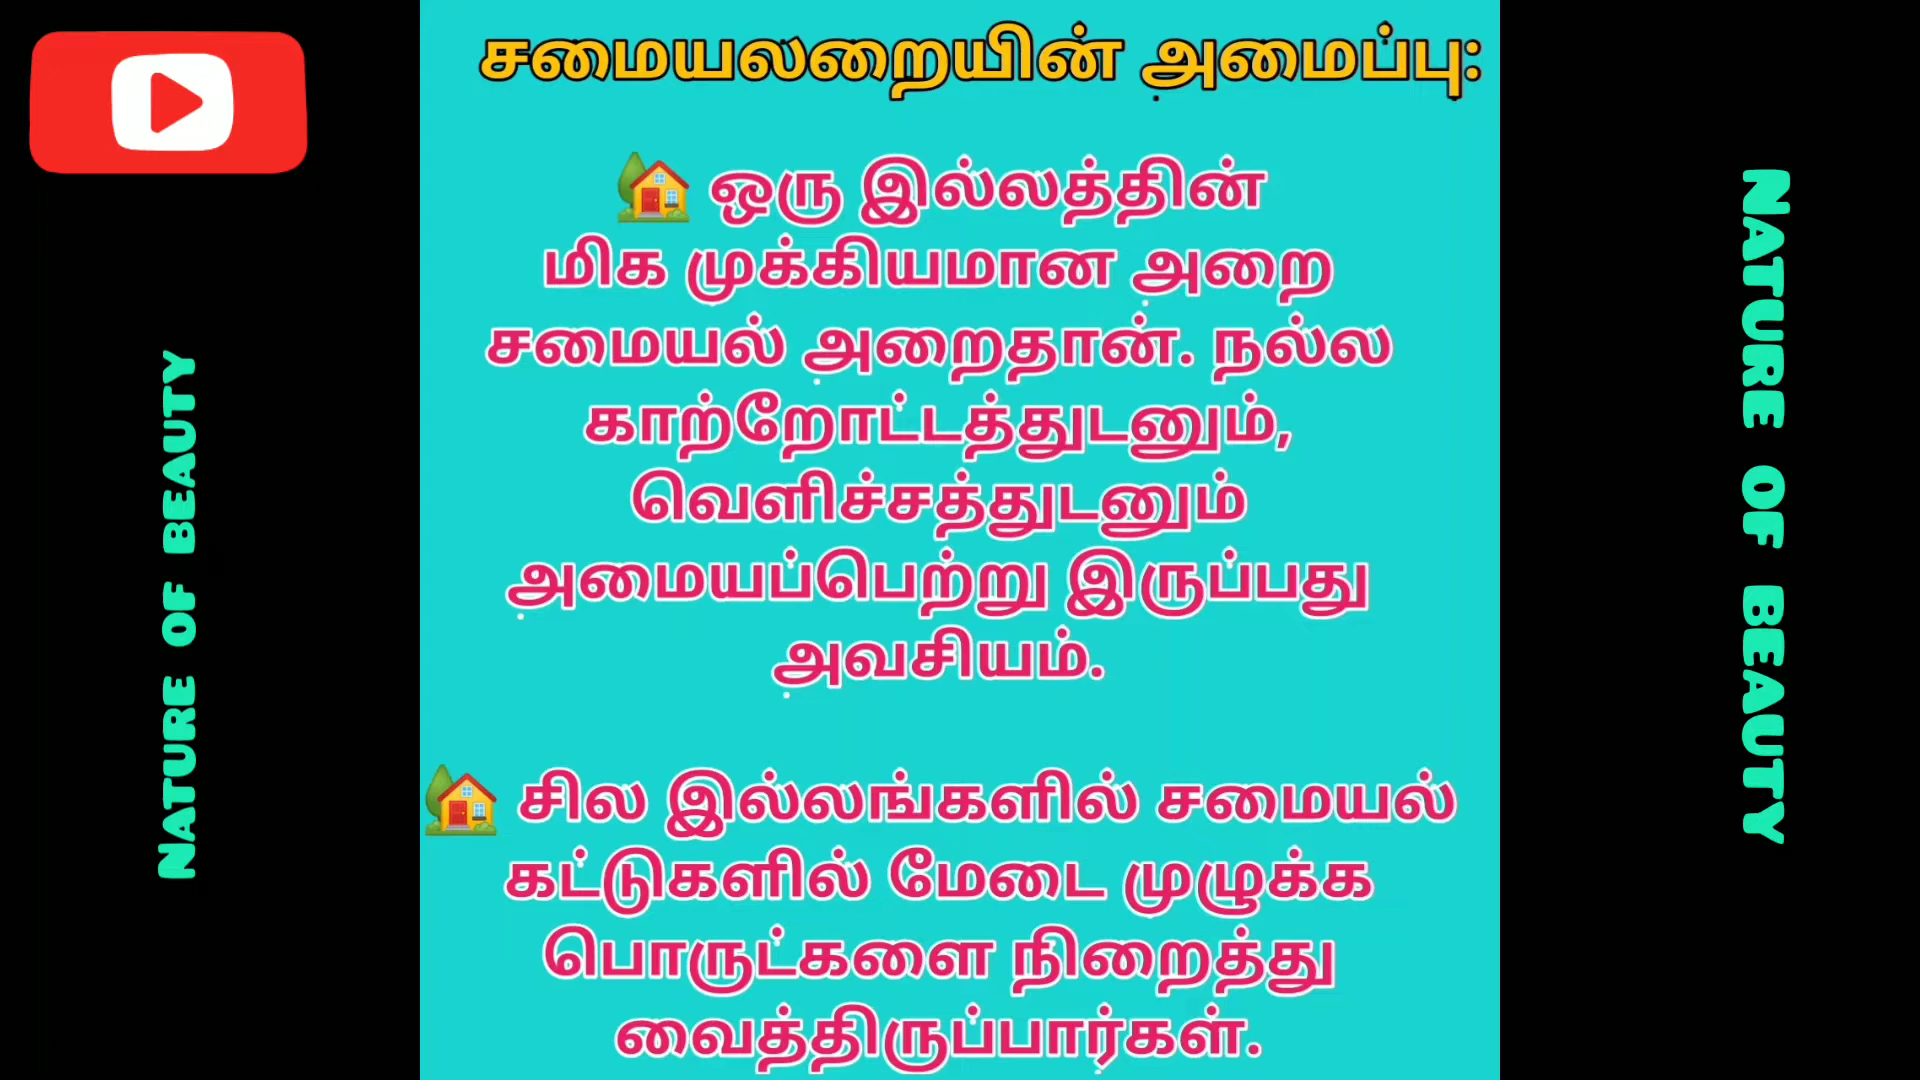 சமையலறையின் அமைப்பு:
🏡 ஒரு இல்லத்தின்
மிக முக்கியமான அறை
சமையல் அறைதான். நல்ல
காற்றோட்டத்துடனும்,
வெளிச்சத்துடனும்
அமையப்பெற்று இருப்பது
அவசியம்.
🏡 சில இல்லங்களில் சமையல்
கட்டுகளில் மேடை முழுக்க
பொருட்களை நிறைத்து
வைத்திருப்பார்கள்.
NATURE OF BEAUTY
NATURE OF BEAUTY